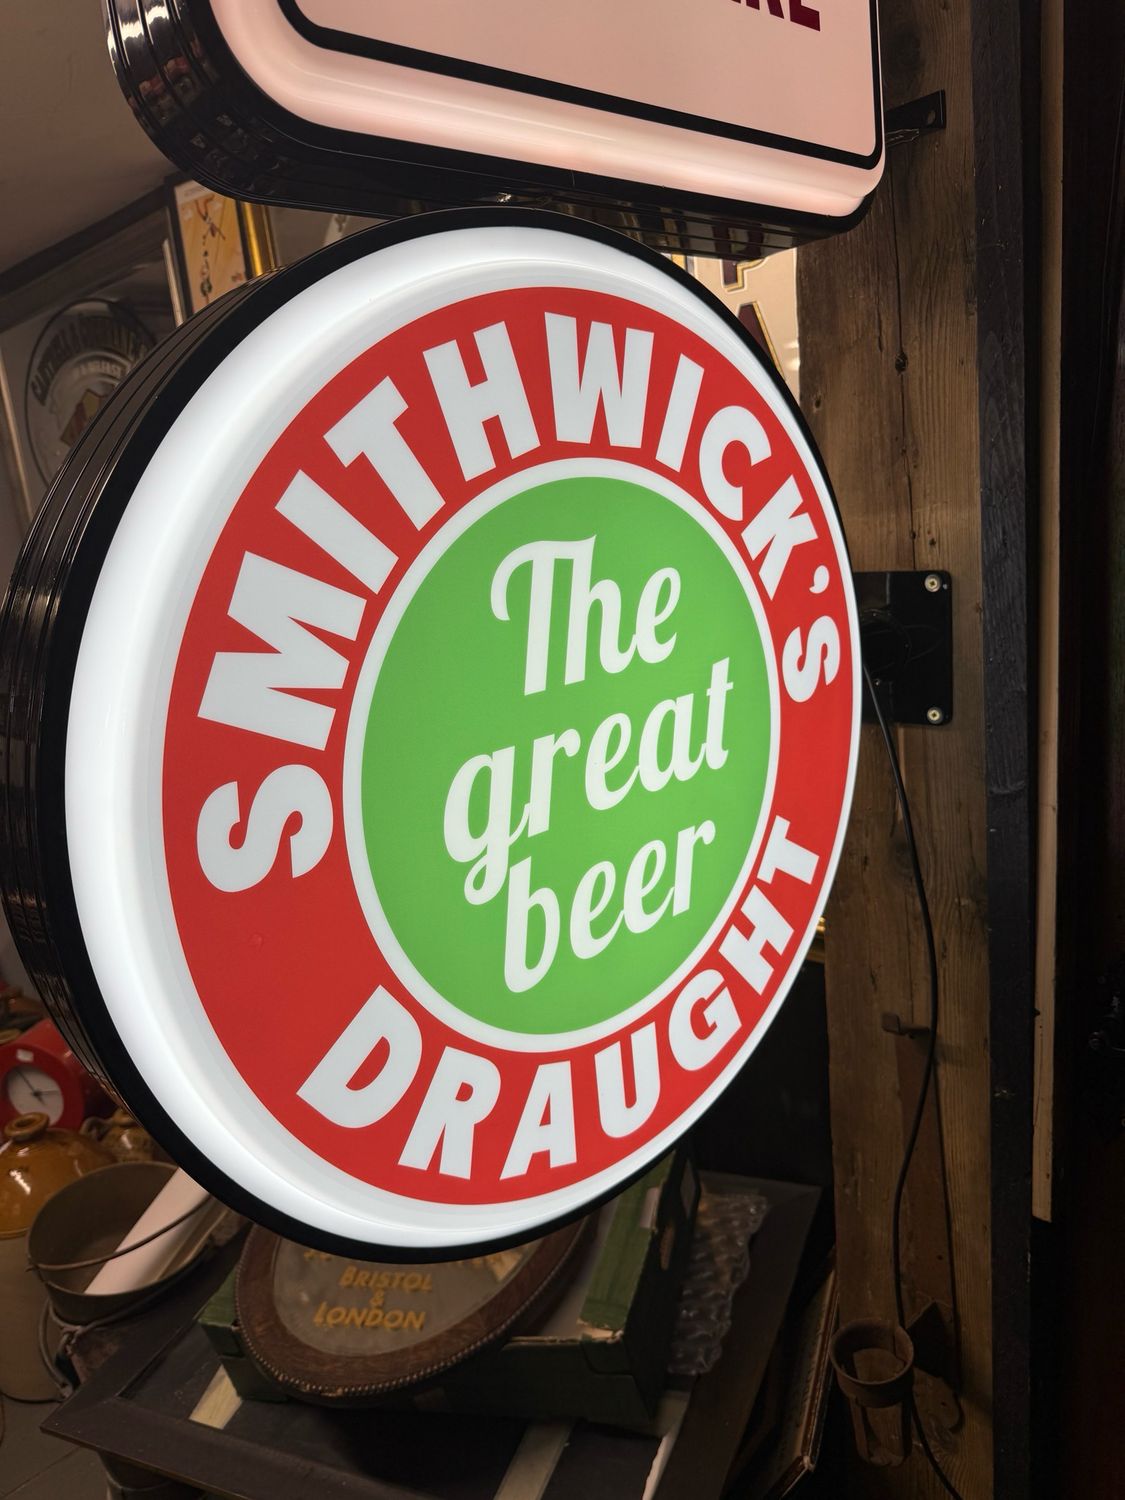 SMITHWICK'S
The
great
beer
DRAUGHT
BRISTOL
&
LONDON